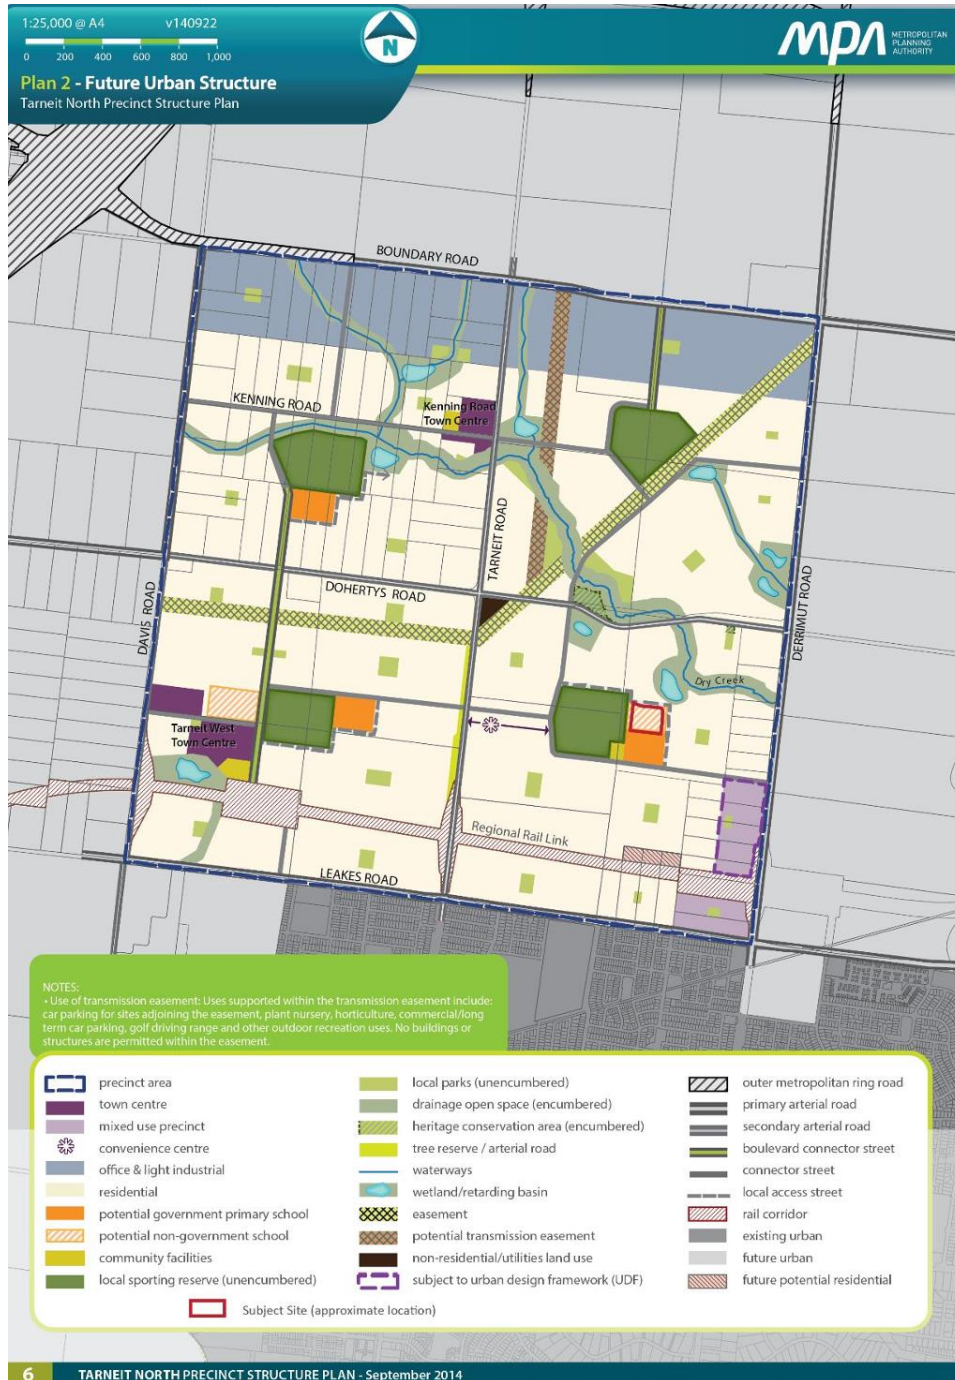 1:25,000 @ A4 v140922
0 200 400 600 800 1,000
Plan 2 - Future Urban Structure
Tarneit North Precinct Structure Plan
N
MPA METROPOLITAN
PLANNING
AUTHORITY
BOUNDARY ROAD
KENNING ROAD
Kenning Road
Town Centre
TARNEIT ROAD
DOHERTYS ROAD
DAVIS ROAD
DERRIMUT ROAD
Dry Creek
Tarneit West
Town Centre
Regional Rail Link
LEAKES ROAD
NOTES:
• Use of transmission easement: Uses supported within the transmission easement include:
car parking for sites adjoining the easement, plant nursery, horticulture, commercial/long
term car parking, golf driving range and other outdoor recreation uses. No buildings or
structures are permitted within the easement.
precinct area
town centre
mixed use precinct
convenience centre
office & light industrial
residential
potential government primary school
potential non-government school
community facilities
local sporting reserve (unencumbered)
local parks (unencumbered)
drainage open space (encumbered)
heritage conservation area (encumbered)
tree reserve / arterial road
waterways
wetland/retarding basin
easement
potential transmission easement
non-residential/utilities land use
subject to urban design framework (UDF)
outer metropolitan ring road
primary arterial road
secondary arterial road
boulevard connector street
connector street
local access street
rail corridor
existing urban
future urban
future potential residential
Subject Site (approximate location)
6 TARNEIT NORTH PRECINCT STRUCTURE PLAN - September 2014